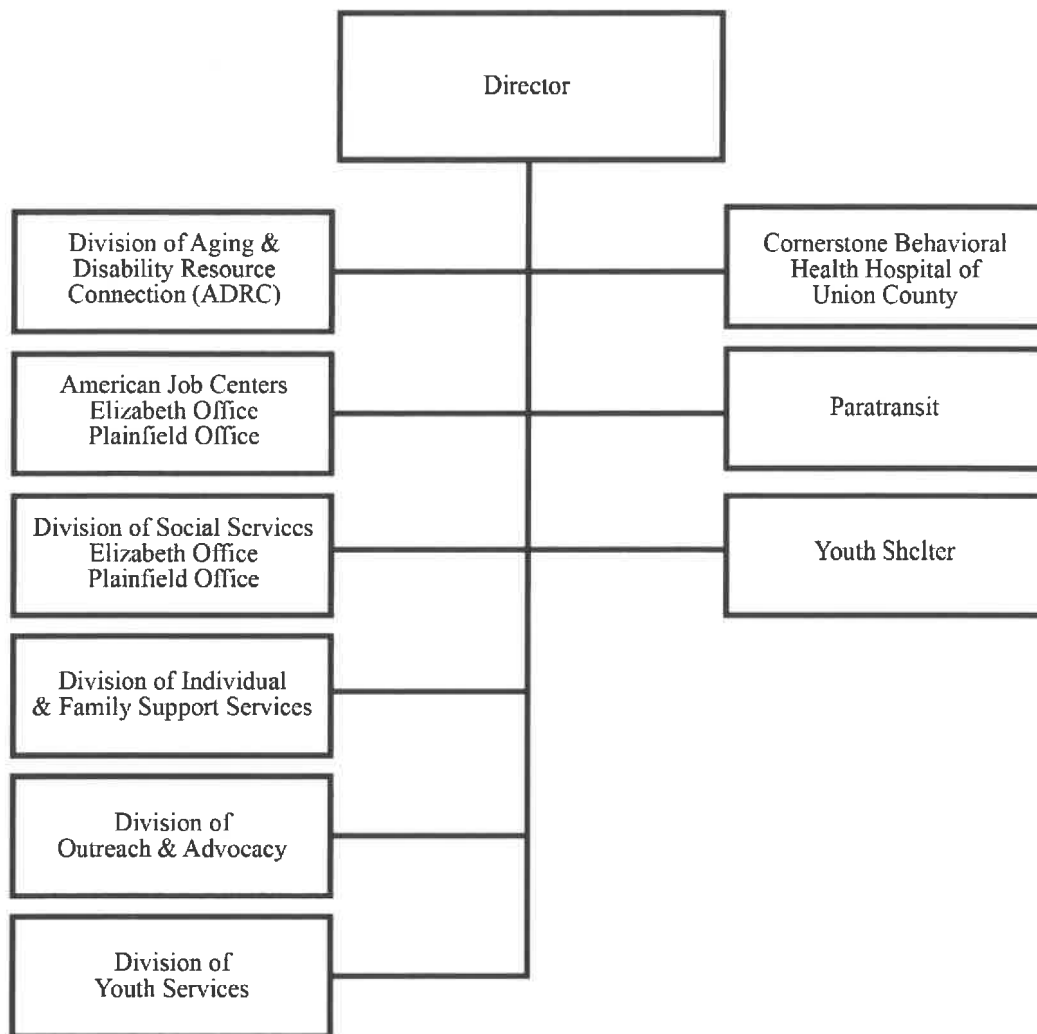 Director
Division of Aging &
Disability Resource
Connection (ADRC)
Cornerstone Behavioral
Health Hospital of
Union County
American Job Centers
Elizabeth Office
Plainfield Office
Paratransit
Division of Social Services
Elizabeth Office
Plainfield Office
Youth Shelter
Division of Individual
& Family Support Services
Division of
Outreach & Advocacy
Division of
Youth Services